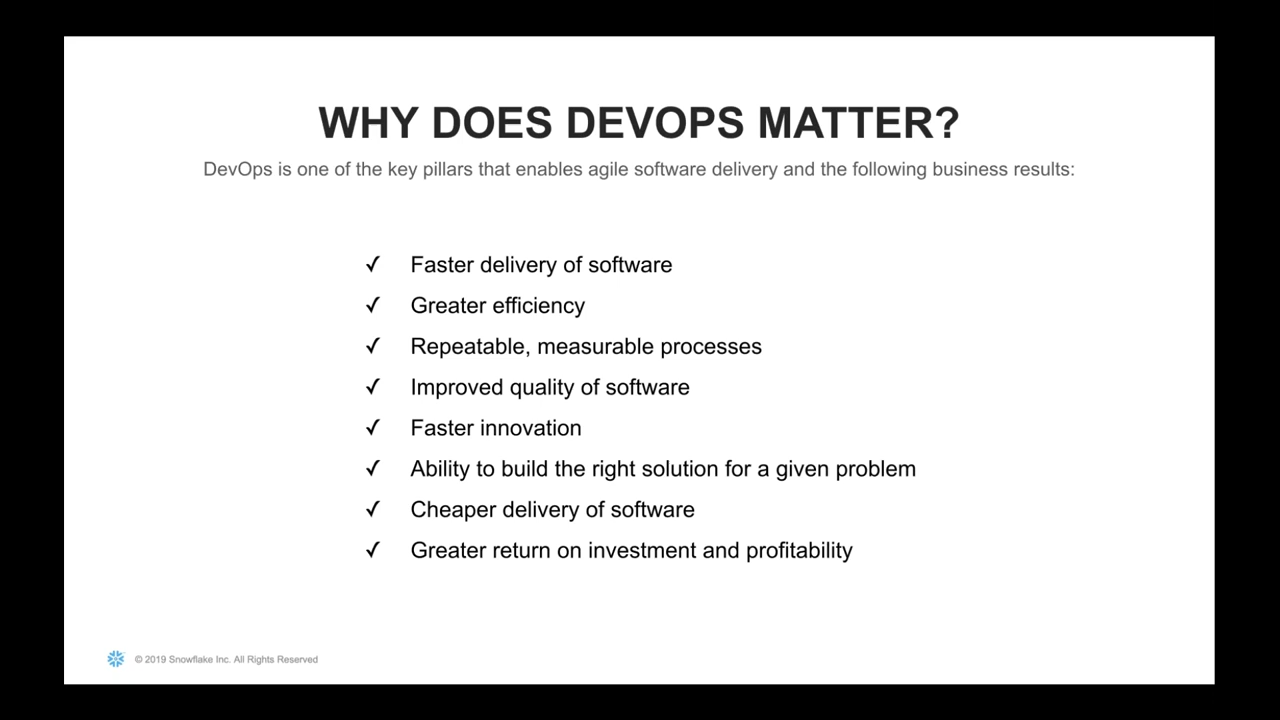 WHY DOES DEVOPS MATTER?
DevOps is one of the key pillars that enables agile software delivery and the following business results:
✓ Faster delivery of software
✓ Greater efficiency
✓ Repeatable, measurable processes
✓ Improved quality of software
✓ Faster innovation
✓ Ability to build the right solution for a given problem
✓ Cheaper delivery of software
✓ Greater return on investment and profitability
© 2019 Snowflake Inc. All Rights Reserved